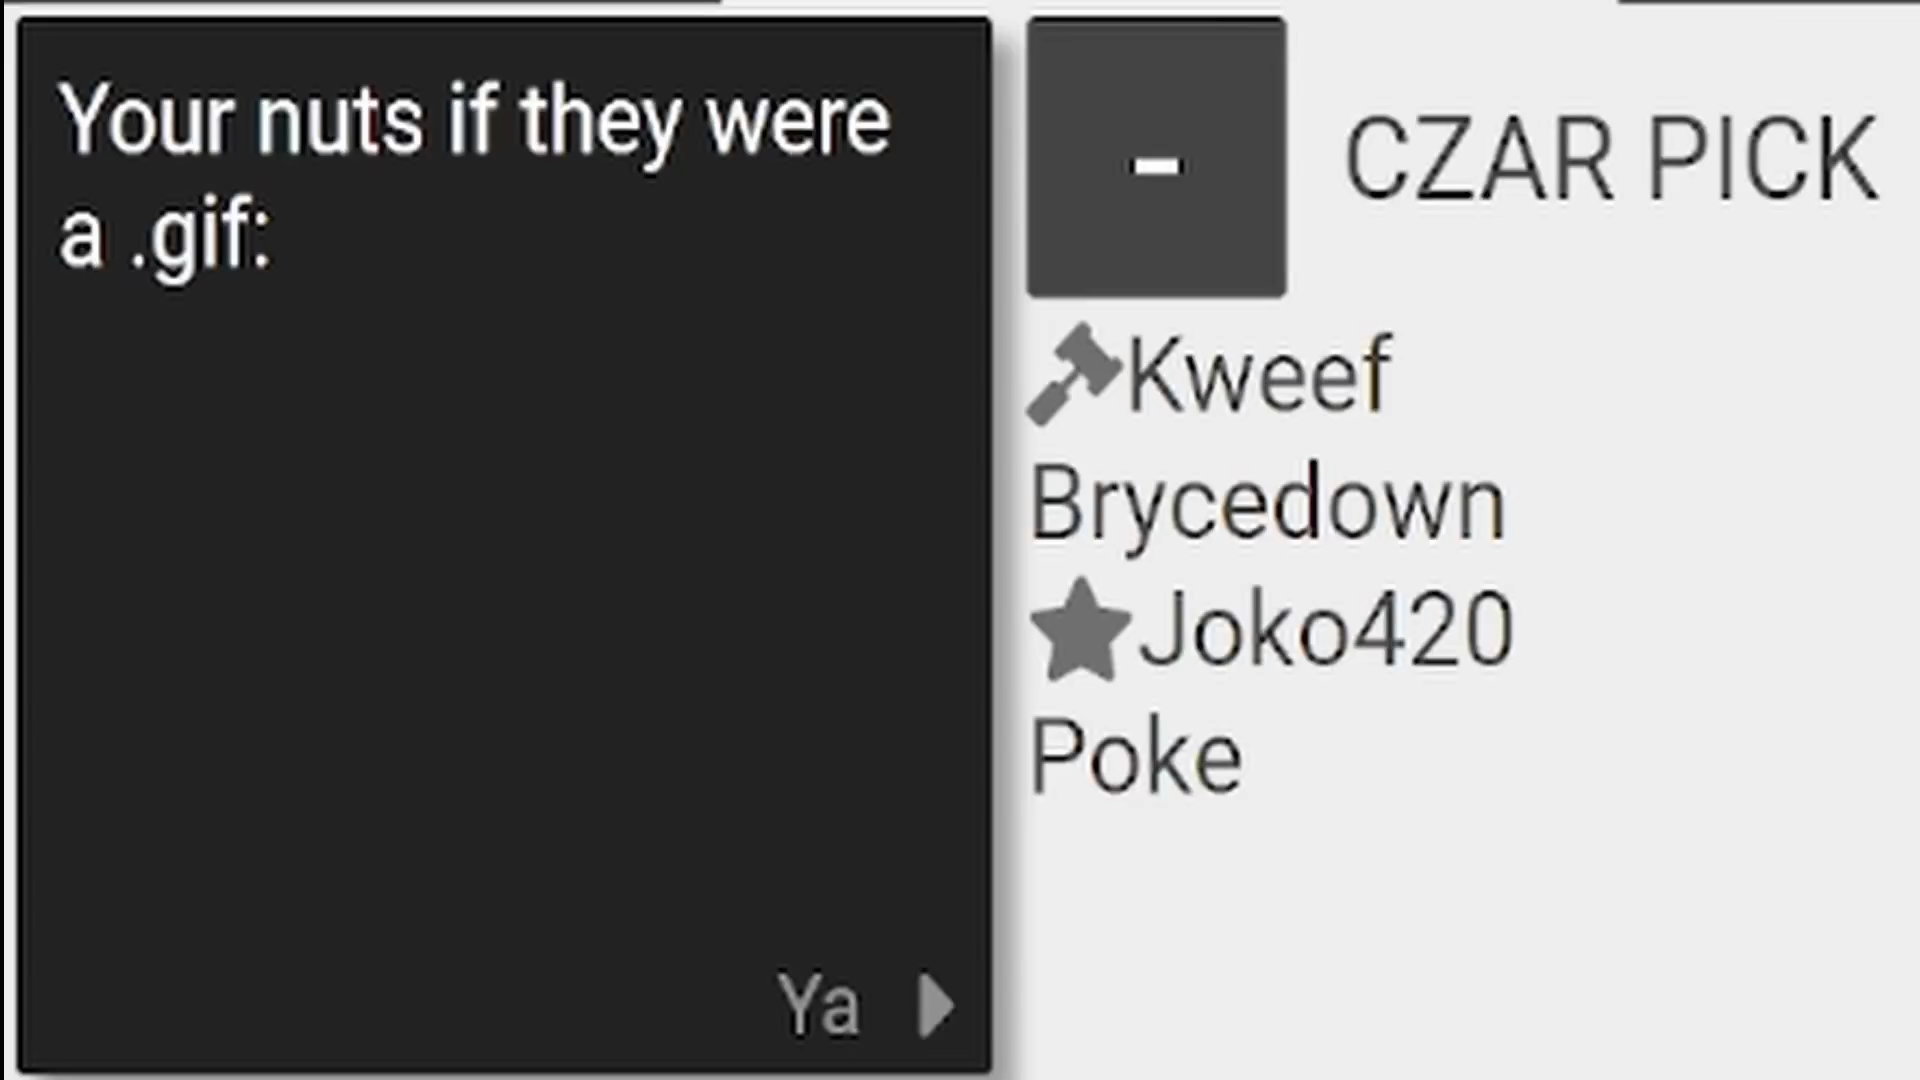 Your nuts if they were
a .gif:
Ya
-
CZAR PICK
Kweef
Brycedown
Joko420
Poke